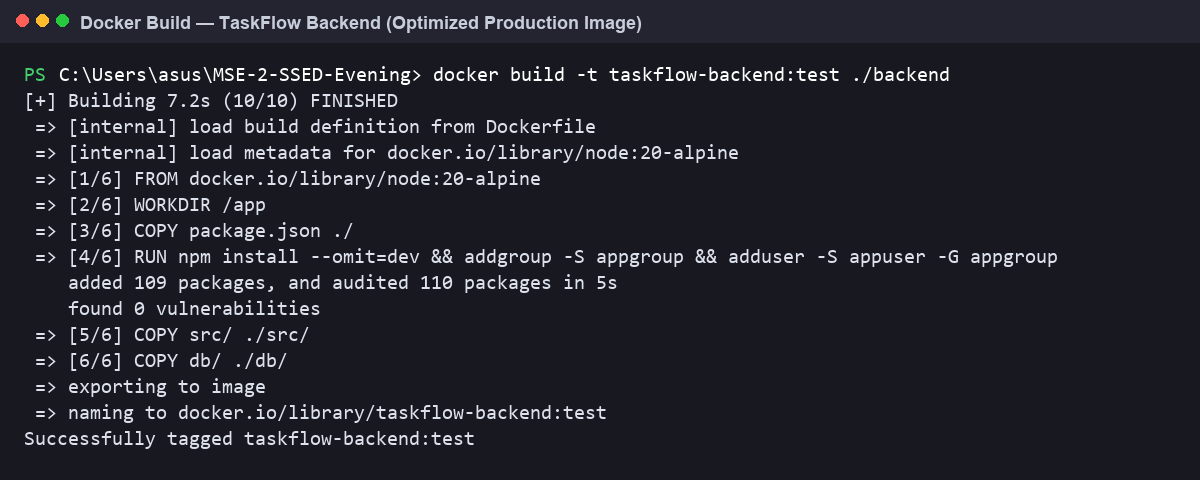 Docker Build — TaskFlow Backend (Optimized Production Image)
PS C:\Users\asus\MSE-2-SSED-Evening> docker build -t taskflow-backend:test ./backend
[+] Building 7.2s (10/10) FINISHED
=> [internal] load build definition from Dockerfile
=> [internal] load metadata for docker.io/library/node:20-alpine
=> [1/6] FROM docker.io/library/node:20-alpine
=> [2/6] WORKDIR /app
=> [3/6] COPY package.json ./
=> [4/6] RUN npm install --omit=dev && addgroup -S appgroup && adduser -S appuser -G appgroup
added 109 packages, and audited 110 packages in 5s
found 0 vulnerabilities
=> [5/6] COPY src/ ./src/
=> [6/6] COPY db/ ./db/
=> exporting to image
=> naming to docker.io/library/taskflow-backend:test
Successfully tagged taskflow-backend:test